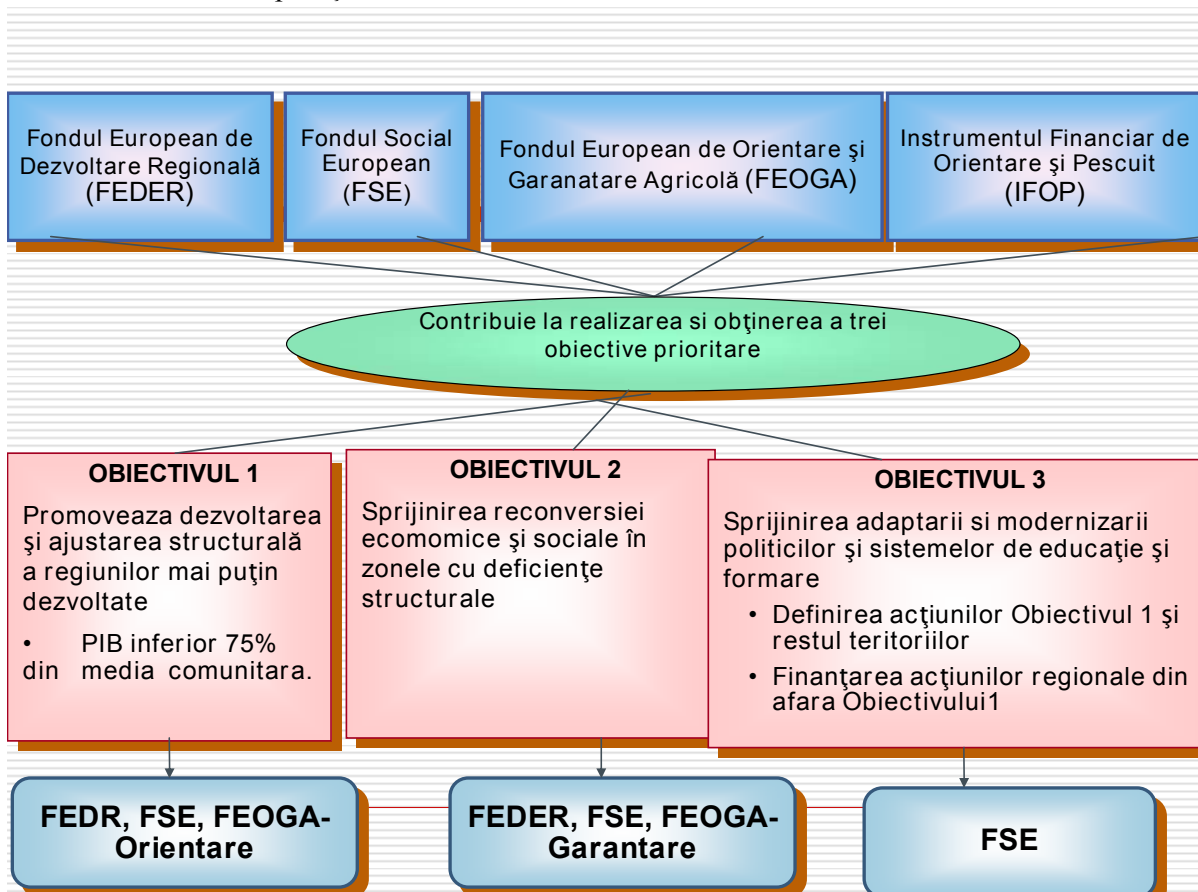 Fondul European de
Dezvoltare Regională
(FEDER)
Fondul Social
European
(FSE)
Fondul European de Orientare şi
Garanatare Agricolă (FEOGA)
Instrumentul Financiar de
Orientare şi Pescuit
(IFOP)
Contribuie la realizarea si obţinerea a trei
obiective prioritare
OBIECTIVUL 1
Promoveaza dezvoltarea
şi ajustarea structurală
a regiunilor mai puţin
dezvoltate
• PIB inferior 75%
din media comunitara.
OBIECTIVUL 2
Sprijinirea reconversiei
ecomomice şi sociale în
zonele cu deficienţe
structurale
OBIECTIVUL 3
Sprijinirea adaptarii si modernizarii
politicilor şi sistemelor de educaţie şi
formare
• Definirea acţiunilor Obiectivul 1 şi
restul teritoriilor
• Finanţarea acţiunilor regionale din
afara Obiectivului1
FEDR, FSE, FEOGA-
Orientare
FEDER, FSE, FEOGA-
Garantare
FSE